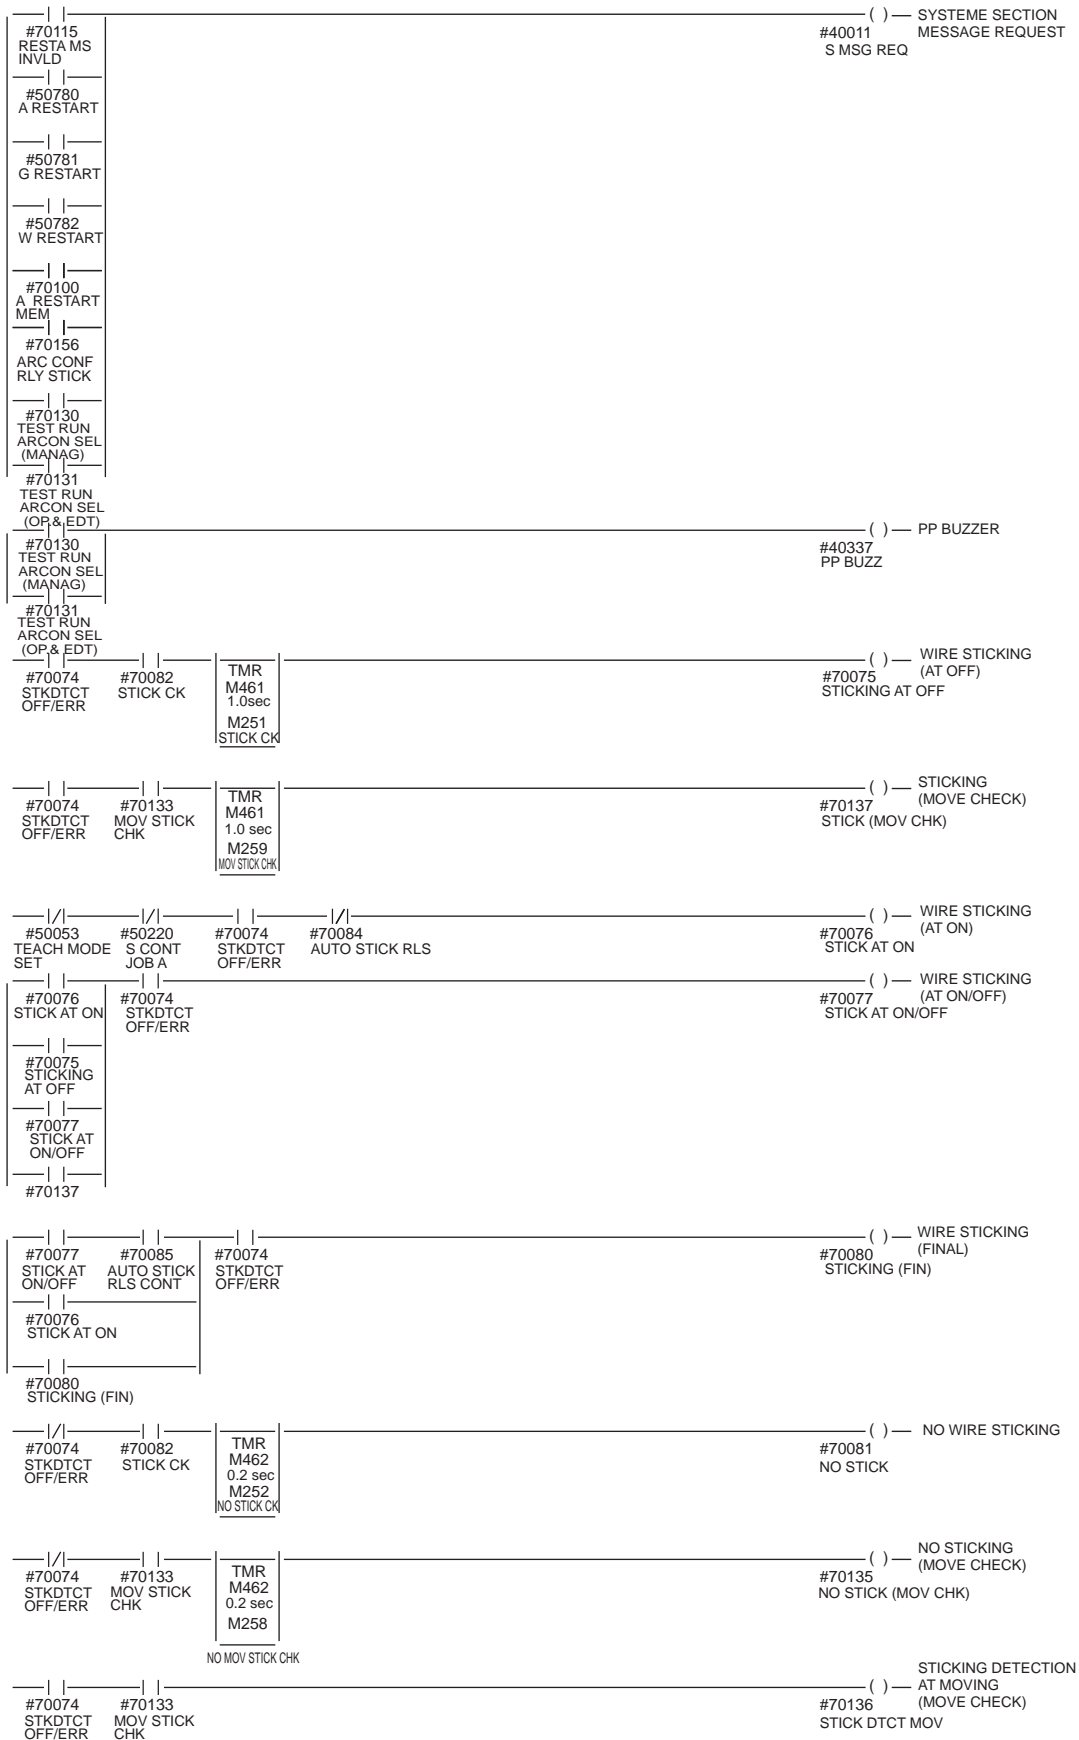 SYSTEME SECTION
MESSAGE REQUEST
#70115
RESTA MS
INVLD
#40011
S MSG REQ
#50780
A RESTART
#50781
G RESTART
#50782
W RESTART
#70100
A RESTART
MEM
#70156
ARC CONF
RLY STICK
#70130
TEST RUN
ARCON SEL
(MANAG)
#70131
TEST RUN
ARCON SEL
(OP & EDT)
PP BUZZER
#70130
TEST RUN
ARCON SEL
(MANAG)
#40337
PP BUZZ
#70131
TEST RUN
ARCON SEL
(OP & EDT)
WIRE STICKING
(AT OFF)
#70074
STKDTCT
OFF/ERR
#70082
STICK CK
TMR
M461
1.0sec
M251
STICK CK
#70075
STICKING AT OFF
STICKING
(MOVE CHECK)
#70074
STKDTCT
OFF/ERR
#70133
MOV STICK
CHK
TMR
M461
1.0 sec
M259
MOV STICK CHK
#70137
STICK (MOV CHK)
WIRE STICKING
(AT ON)
#50053
TEACH MODE
SET
#50220
S CONT
JOB A
#70074
STKDTCT
OFF/ERR
#70084
AUTO STICK RLS
#70076
STICK AT ON
WIRE STICKING
(AT ON/OFF)
#70076
STICK AT ON
#70074
STKDTCT
OFF/ERR
#70077
STICK AT ON/OFF
#70075
STICKING
AT OFF
#70077
STICK AT
ON/OFF
#70137
WIRE STICKING
(FINAL)
#70077
STICK AT
ON/OFF
#70085
AUTO STICK
RLS CONT
#70074
STKDTCT
OFF/ERR
#70080
STICKING (FIN)
#70076
STICK AT ON
#70080
STICKING (FIN)
NO WIRE STICKING
#70074
STKDTCT
OFF/ERR
#70082
STICK CK
TMR
M462
0.2 sec
M252
NO STICK CK
#70081
NO STICK
NO STICKING
(MOVE CHECK)
#70074
STKDTCT
OFF/ERR
#70133
MOV STICK
CHK
TMR
M462
0.2 sec
M258
NO MOV STICK CHK
#70135
NO STICK (MOV CHK)
STICKING DETECTION
AT MOVING
(MOVE CHECK)
#70074
STKDTCT
OFF/ERR
#70133
MOV STICK
CHK
#70136
STICK DTCT MOV